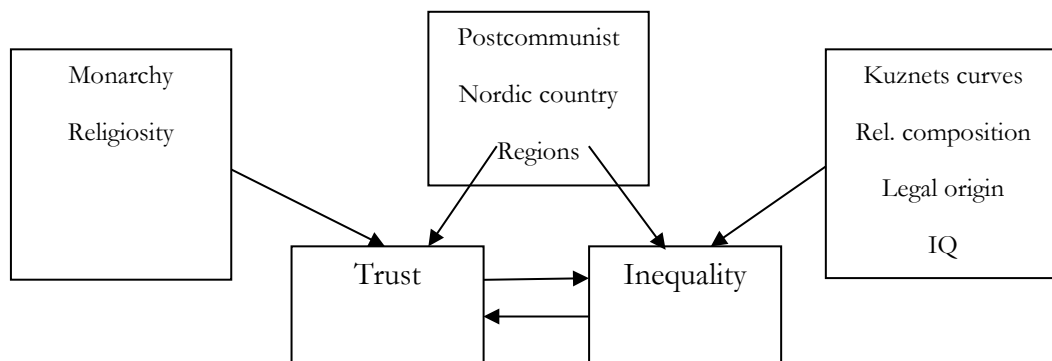 Monarchy
Religiosity
Postcommunist
Nordic country
Regions
Kuznets curves
Rel. composition
Legal origin
IQ
Trust
Inequality